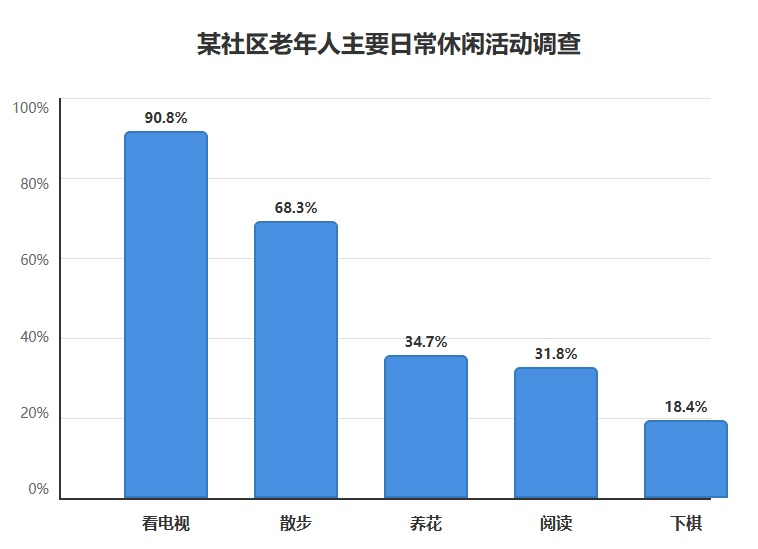 某社区老年人主要日常休闲活动调查
100%
80%
60%
40%
20%
0%
90.8%
68.3%
34.7%
31.8%
18.4%
看电视
散步
养花
阅读
下棋